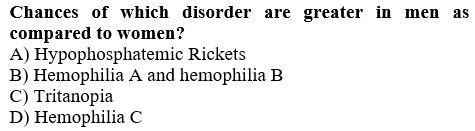 Chances of which disorder are greater in men as
compared to women?
A) Hypophosphatemic Rickets
B) Hemophilia A and hemophilia B
C) Tritanopia
D) Hemophilia C